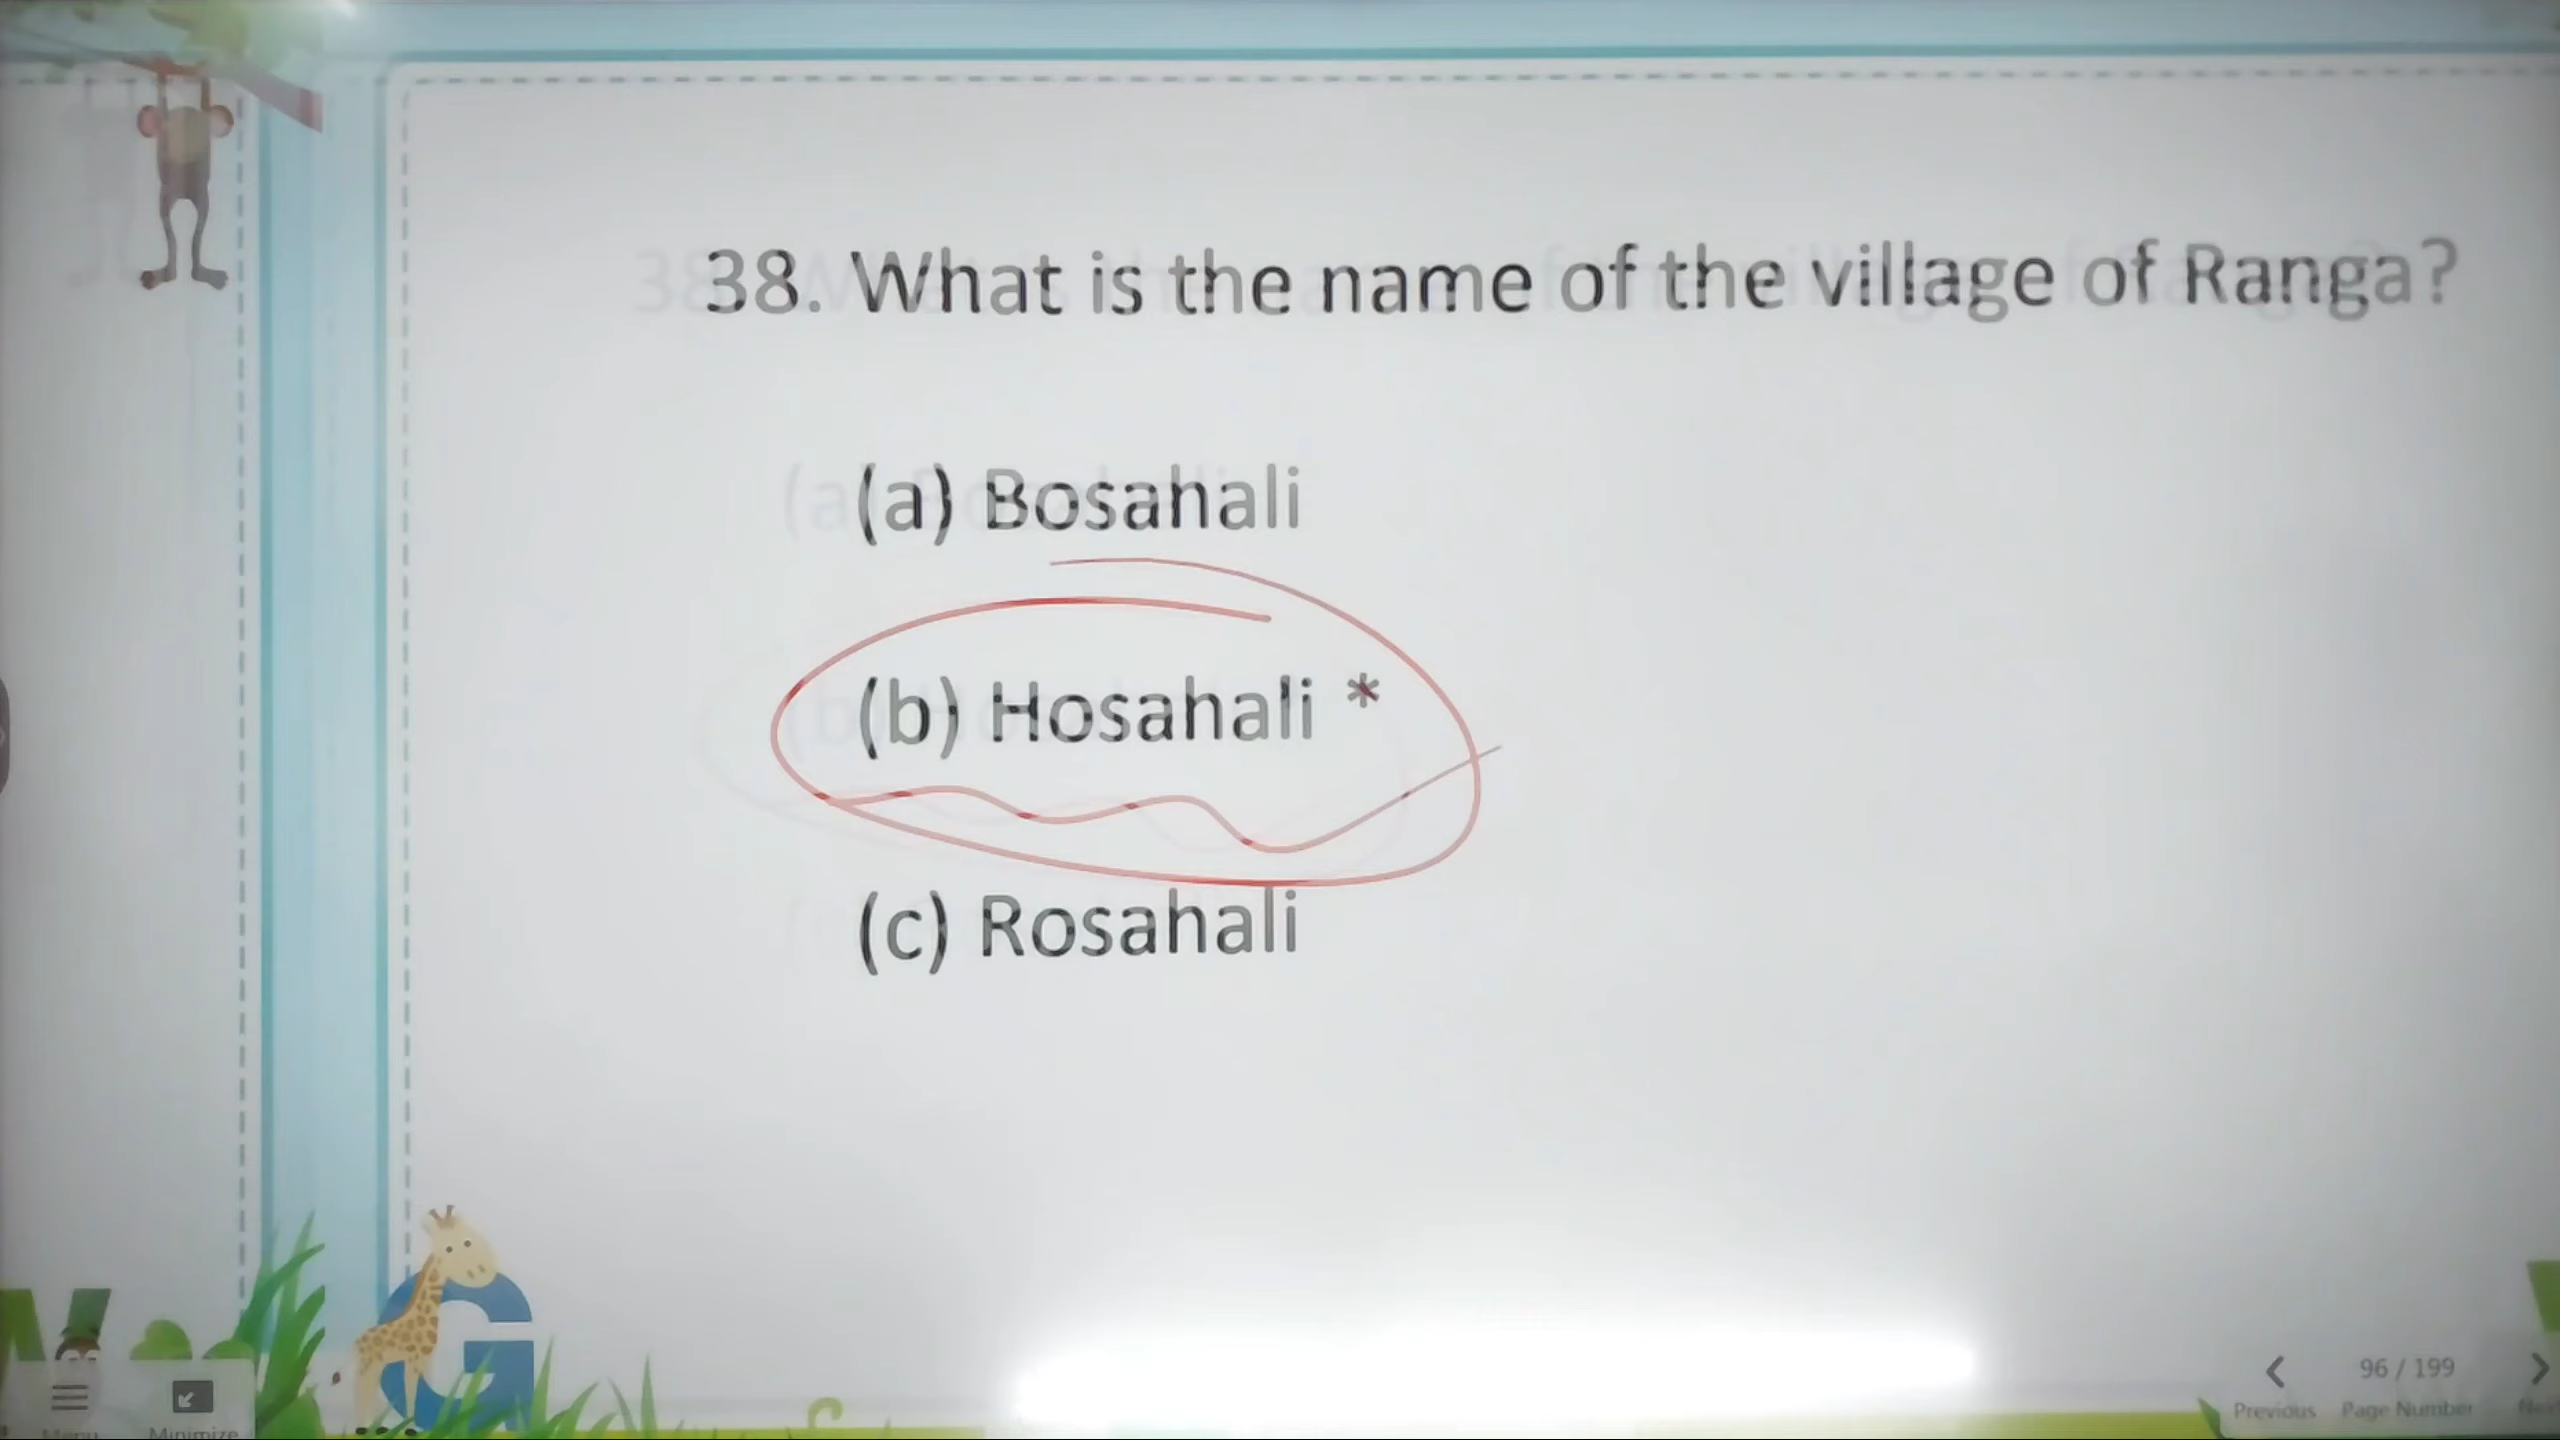 38. What is the name of the village of Ranga?
(a) Bosahali
(b) Hosahali *
(c) Rosahali
G
96 / 199
Menu Minimize Previous Page Number